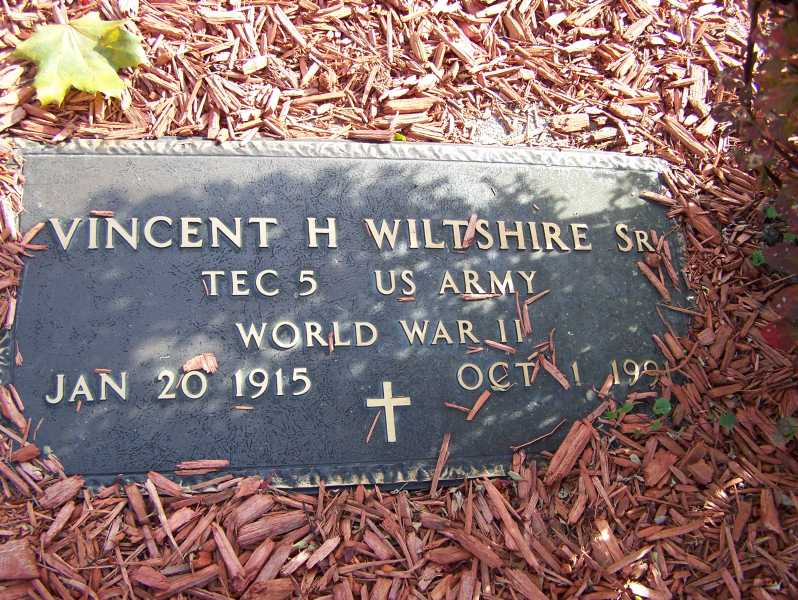 VINCENT H WILTSHIRE SR
TEC 5 US ARMY
WORLD WAR II
JAN 20 1915 OCT 1